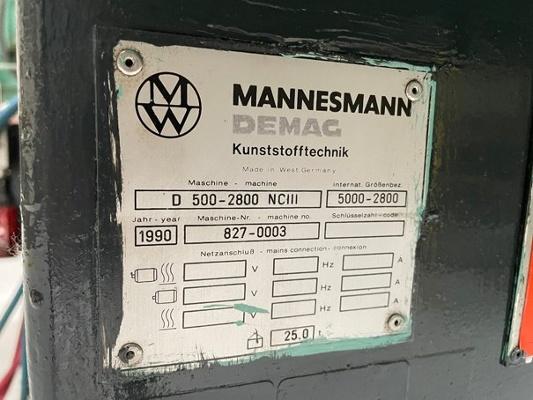 MW
MANNESMANN
DEMAG
Kunststofftechnik
Made in West Germany
Maschine - machine
internat. Größenbez.
D 500-2800 NCIII
5000-2800
Jahr - year
Maschine-Nr. - machine no.
Schlüsselzahl - code
1990
827-0003
Netzanschluß - mains connection - connexion
V Hz A
V Hz A
V Hz A
25.0 t